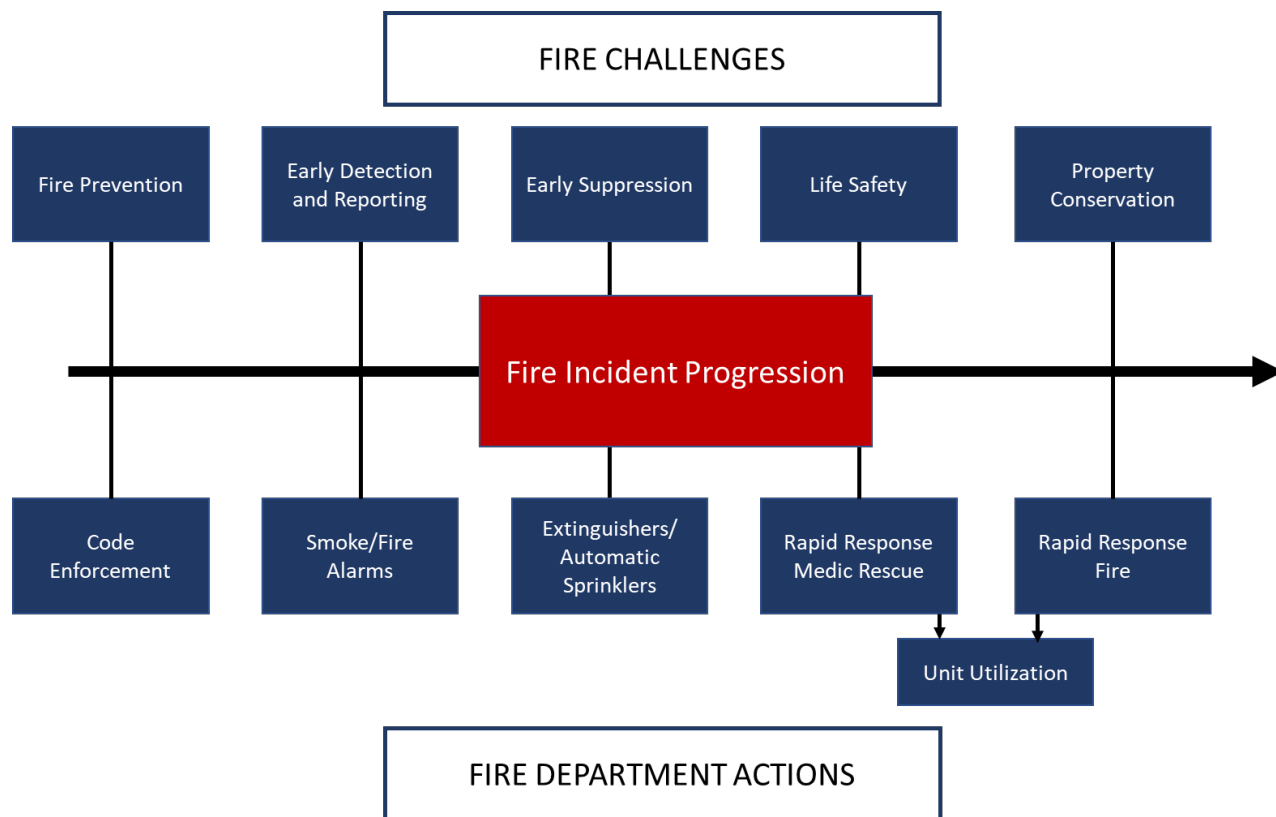 FIRE CHALLENGES
Fire Prevention
Early Detection
and Reporting
Early Suppression
Life Safety
Property
Conservation
Fire Incident Progression
Code
Enforcement
Smoke/Fire
Alarms
Extinguishers/
Automatic
Sprinklers
Rapid Response
Medic Rescue
Rapid Response
Fire
Unit Utilization
FIRE DEPARTMENT ACTIONS